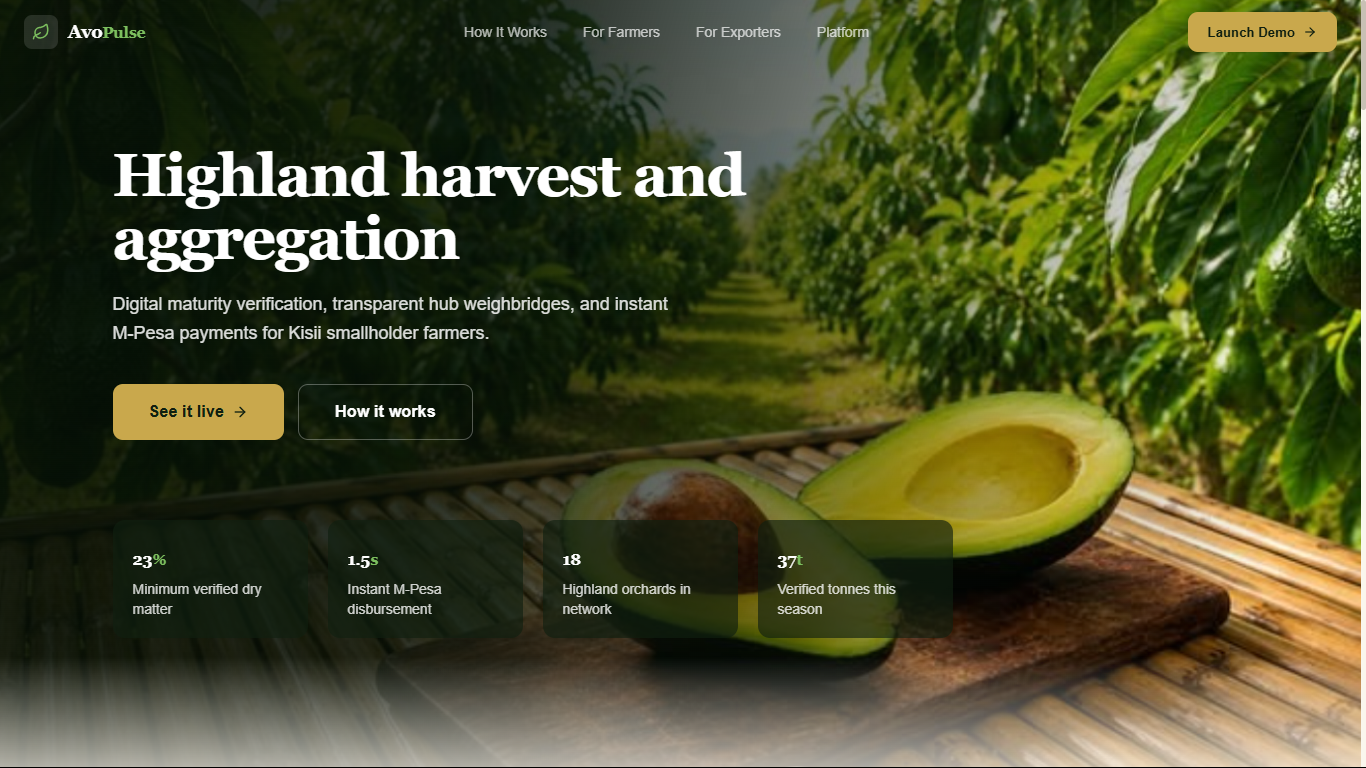 AvoPulse
How It Works
For Farmers
For Exporters
Platform
Launch Demo
Highland harvest and
aggregation
Digital maturity verification, transparent hub weighbridges, and instant
M-Pesa payments for Kisii smallholder farmers.
See it live
How it works
23%
Minimum verified dry
matter
1.5s
Instant M-Pesa
disbursement
18
Highland orchards in
network
37t
Verified tonnes this
season